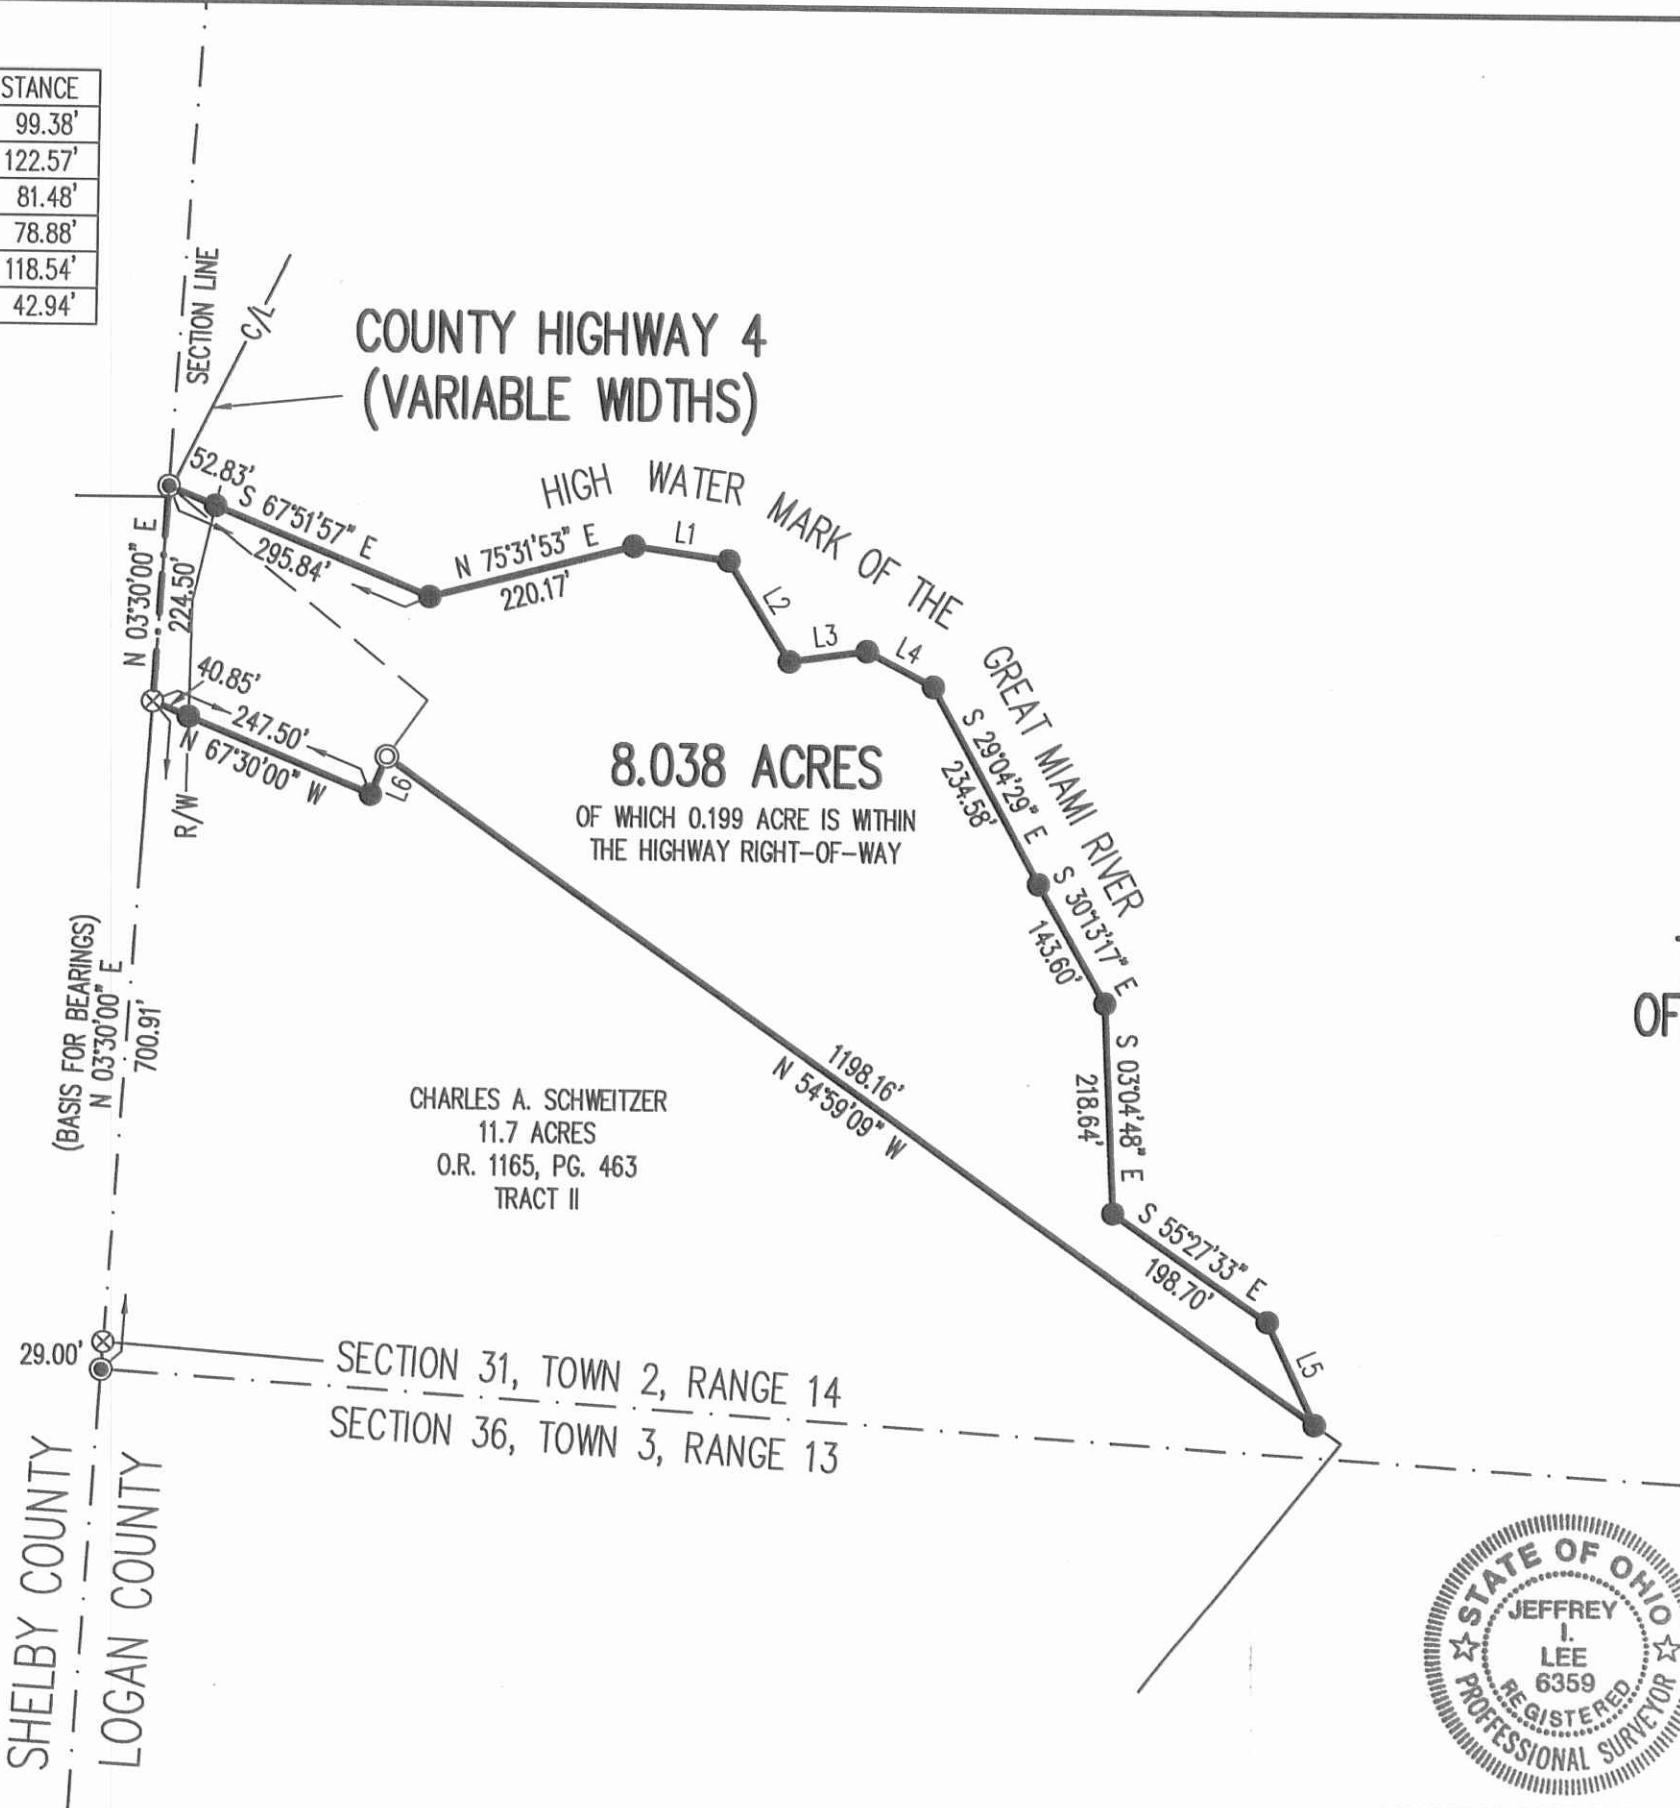 STANCE
99.38'
122.57'
81.48'
78.88'
118.54'
42.94'
SECTION LINE
C/L
COUNTY HIGHWAY 4
(VARIABLE WIDTHS)
HIGH WATER MARK OF THE GREAT MIAMI RIVER
52.83'
S 67°51'57" E
295.84'
N 75°31'53" E
220.17'
L1
L2
L3
L4
N 03°30'00" E
224.50'
40.85'
247.50'
N 67°30'00" W
L6
R/W
8.038 ACRES
OF WHICH 0.199 ACRE IS WITHIN
THE HIGHWAY RIGHT-OF-WAY
S 29°04'29" E
234.58'
S 30°13'17" E
143.60'
S 03°04'48" E
218.64'
S 55°27'33" E
198.70'
L5
1198.16'
N 54°59'09" W
(BASIS FOR BEARINGS)
N 03°30'00" E
700.91'
OF
CHARLES A. SCHWEITZER
11.7 ACRES
O.R. 1165, PG. 463
TRACT II
29.00'
SECTION 31, TOWN 2, RANGE 14
SECTION 36, TOWN 3, RANGE 13
SHELBY COUNTY
LOGAN COUNTY
STATE OF OHIO
JEFFREY
I.
LEE
6359
REGISTERED
PROFFESSIONAL SURVEYOR